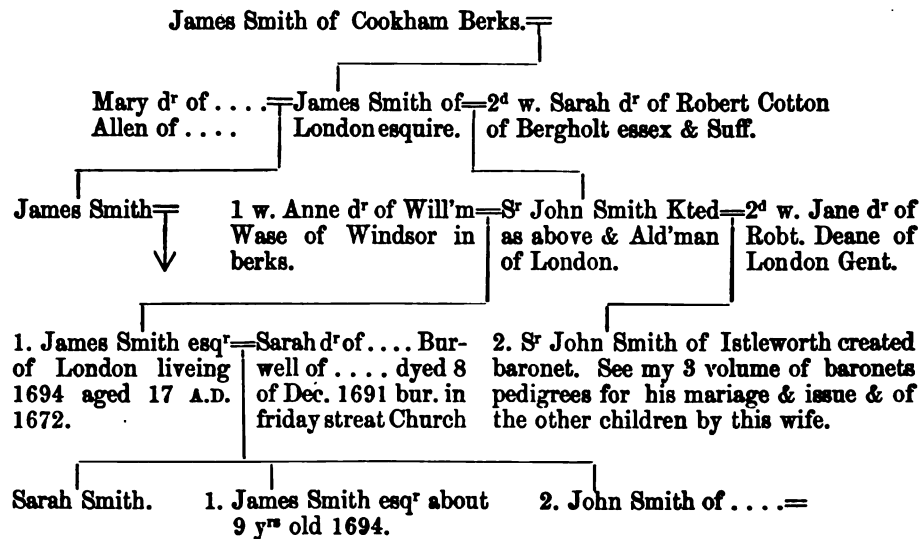 James Smith of Cookham Berks.
Mary dʳ of . . . .
Allen of . . . .
James Smith of
London esquire.
2ᵈ w. Sarah dʳ of Robert Cotton
of Bergholt essex & Suff.
James Smith
1 w. Anne dʳ of Will'm
Wase of Windsor in
berks.
Sʳ John Smith Kted
as above & Ald'man
of London.
2ᵈ w. Jane dʳ of
Robt. Deane of
London Gent.
1. James Smith esqʳ
of London liveing
1694 aged 17 A.D.
1672.
Sarah dʳ of . . . . Bur-
well of . . . . dyed 8
of Dec. 1691 bur. in
friday streat Church
2. Sʳ John Smith of Istleworth created
baronet. See my 3 volume of baronets
pedigrees for his mariage & issue & of
the other children by this wife.
Sarah Smith.
1. James Smith esqʳ about
9 yʳˢ old 1694.
2. John Smith of . . . . =